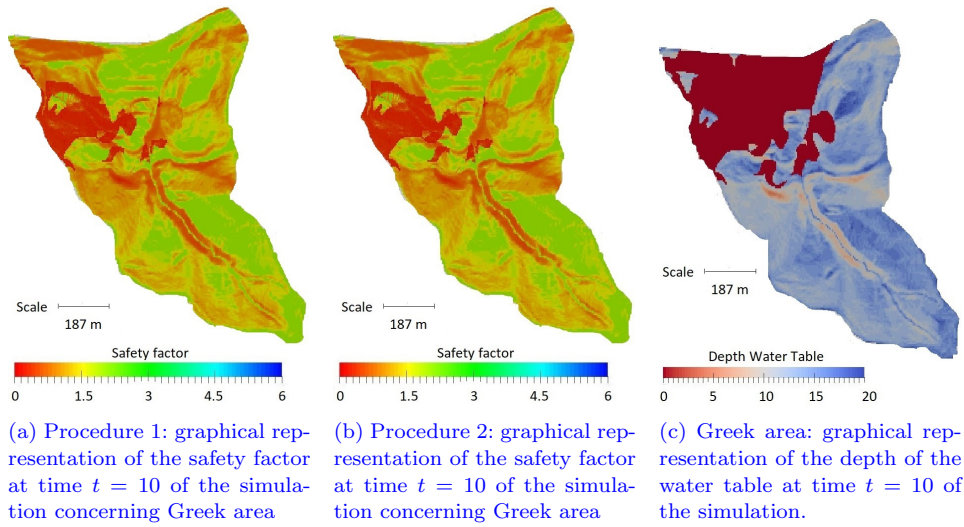 Scale
187 m
Safety factor
0 1.5 3 4.5 6
(a) Procedure 1: graphical rep-
resentation of the safety factor
at time t = 10 of the simula-
tion concerning Greek area
Scale
187 m
Safety factor
0 1.5 3 4.5 6
(b) Procedure 2: graphical rep-
resentation of the safety factor
at time t = 10 of the simula-
tion concerning Greek area
Scale
187 m
Depth Water Table
0 5 10 15 20
(c) Greek area: graphical rep-
resentation of the depth of the
water table at time t = 10 of
the simulation.